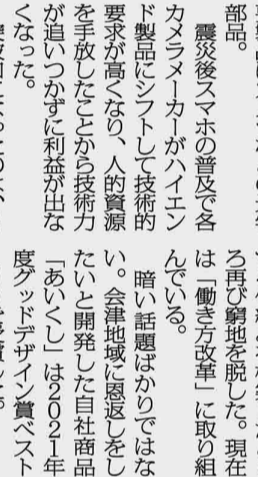 部品。
　震災後スマホの普及で各
カメラメーカーがハイエン
ド製品にシフトして技術的
要求が高くなり、人的資源
を手放したことから技術力
が追いつかずに利益が出な
くなった。
ろ再び窮地を脱した。現在
は「働き方改革」に取り組
んでいる。
　暗い話題ばかりではな
い。会津地域に恩返しをし
たいと開発した自社商品
「あいくし」は2021年
度グッドデザイン賞ベスト